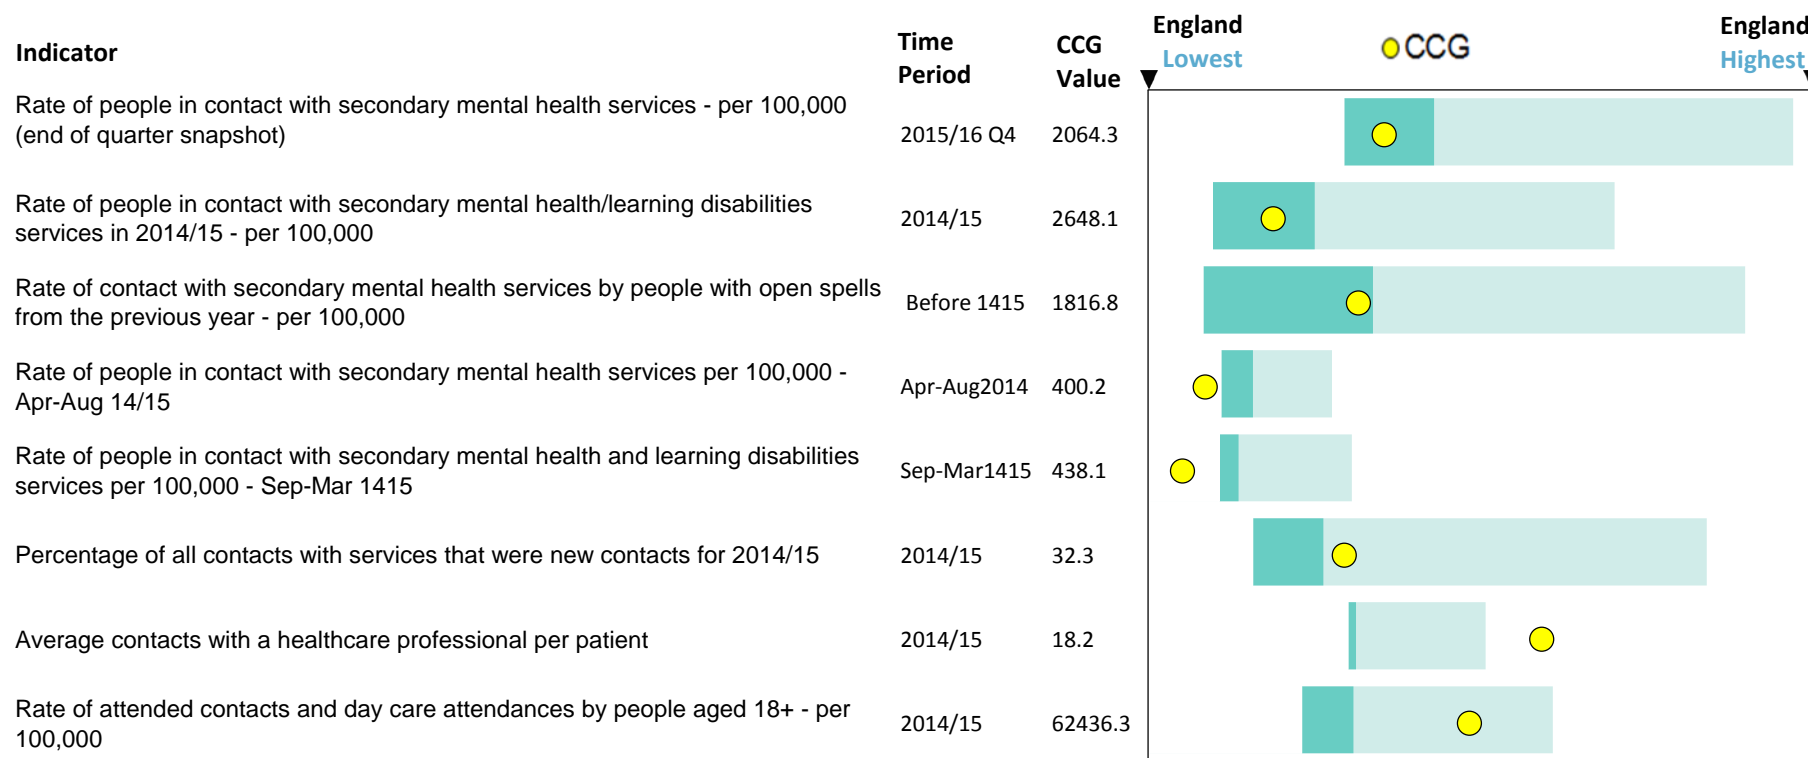 Indicator
Time
Period
CCG
Value
England
Lowest
CCG
England
Highest
Rate of people in contact with secondary mental health services - per 100,000
(end of quarter snapshot)
2015/16 Q4
2064.3
Rate of people in contact with secondary mental health/learning disabilities
services in 2014/15 - per 100,000
2014/15
2648.1
Rate of contact with secondary mental health services by people with open spells
from the previous year - per 100,000
Before 1415
1816.8
Rate of people in contact with secondary mental health services per 100,000 -
Apr-Aug 14/15
Apr-Aug2014
400.2
Rate of people in contact with secondary mental health and learning disabilities
services per 100,000 - Sep-Mar 1415
Sep-Mar1415
438.1
Percentage of all contacts with services that were new contacts for 2014/15
2014/15
32.3
Average contacts with a healthcare professional per patient
2014/15
18.2
Rate of attended contacts and day care attendances by people aged 18+ - per
100,000
2014/15
62436.3